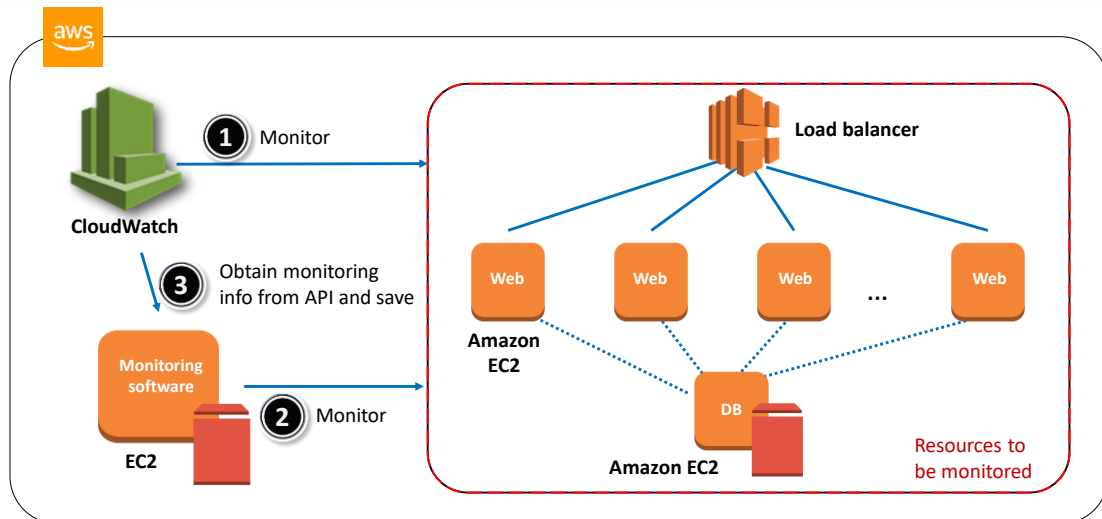 aws
1 Monitor
Load balancer
CloudWatch
3 Obtain monitoring
info from API and save
Web
Web
Web
...
Web
Amazon
EC2
Monitoring
software
2 Monitor
EC2
DB
Amazon EC2
Resources to
be monitored